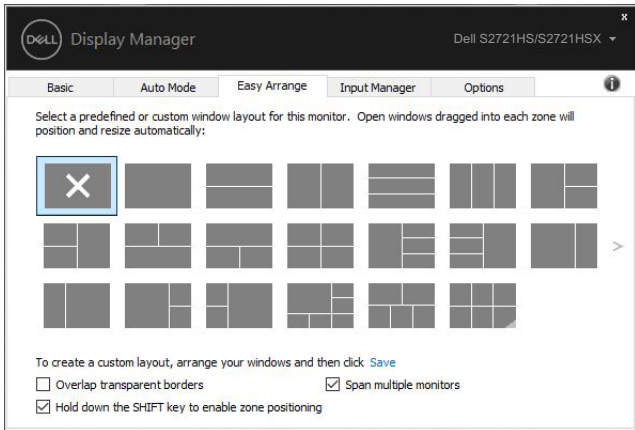 x
DELL Display Manager Dell S2721HS/S2721HSX
Basic Auto Mode Easy Arrange Input Manager Options i
Select a predefined or custom window layout for this monitor. Open windows dragged into each zone will
position and resize automatically:
>
To create a custom layout, arrange your windows and then click Save
Overlap transparent borders Span multiple monitors
Hold down the SHIFT key to enable zone positioning